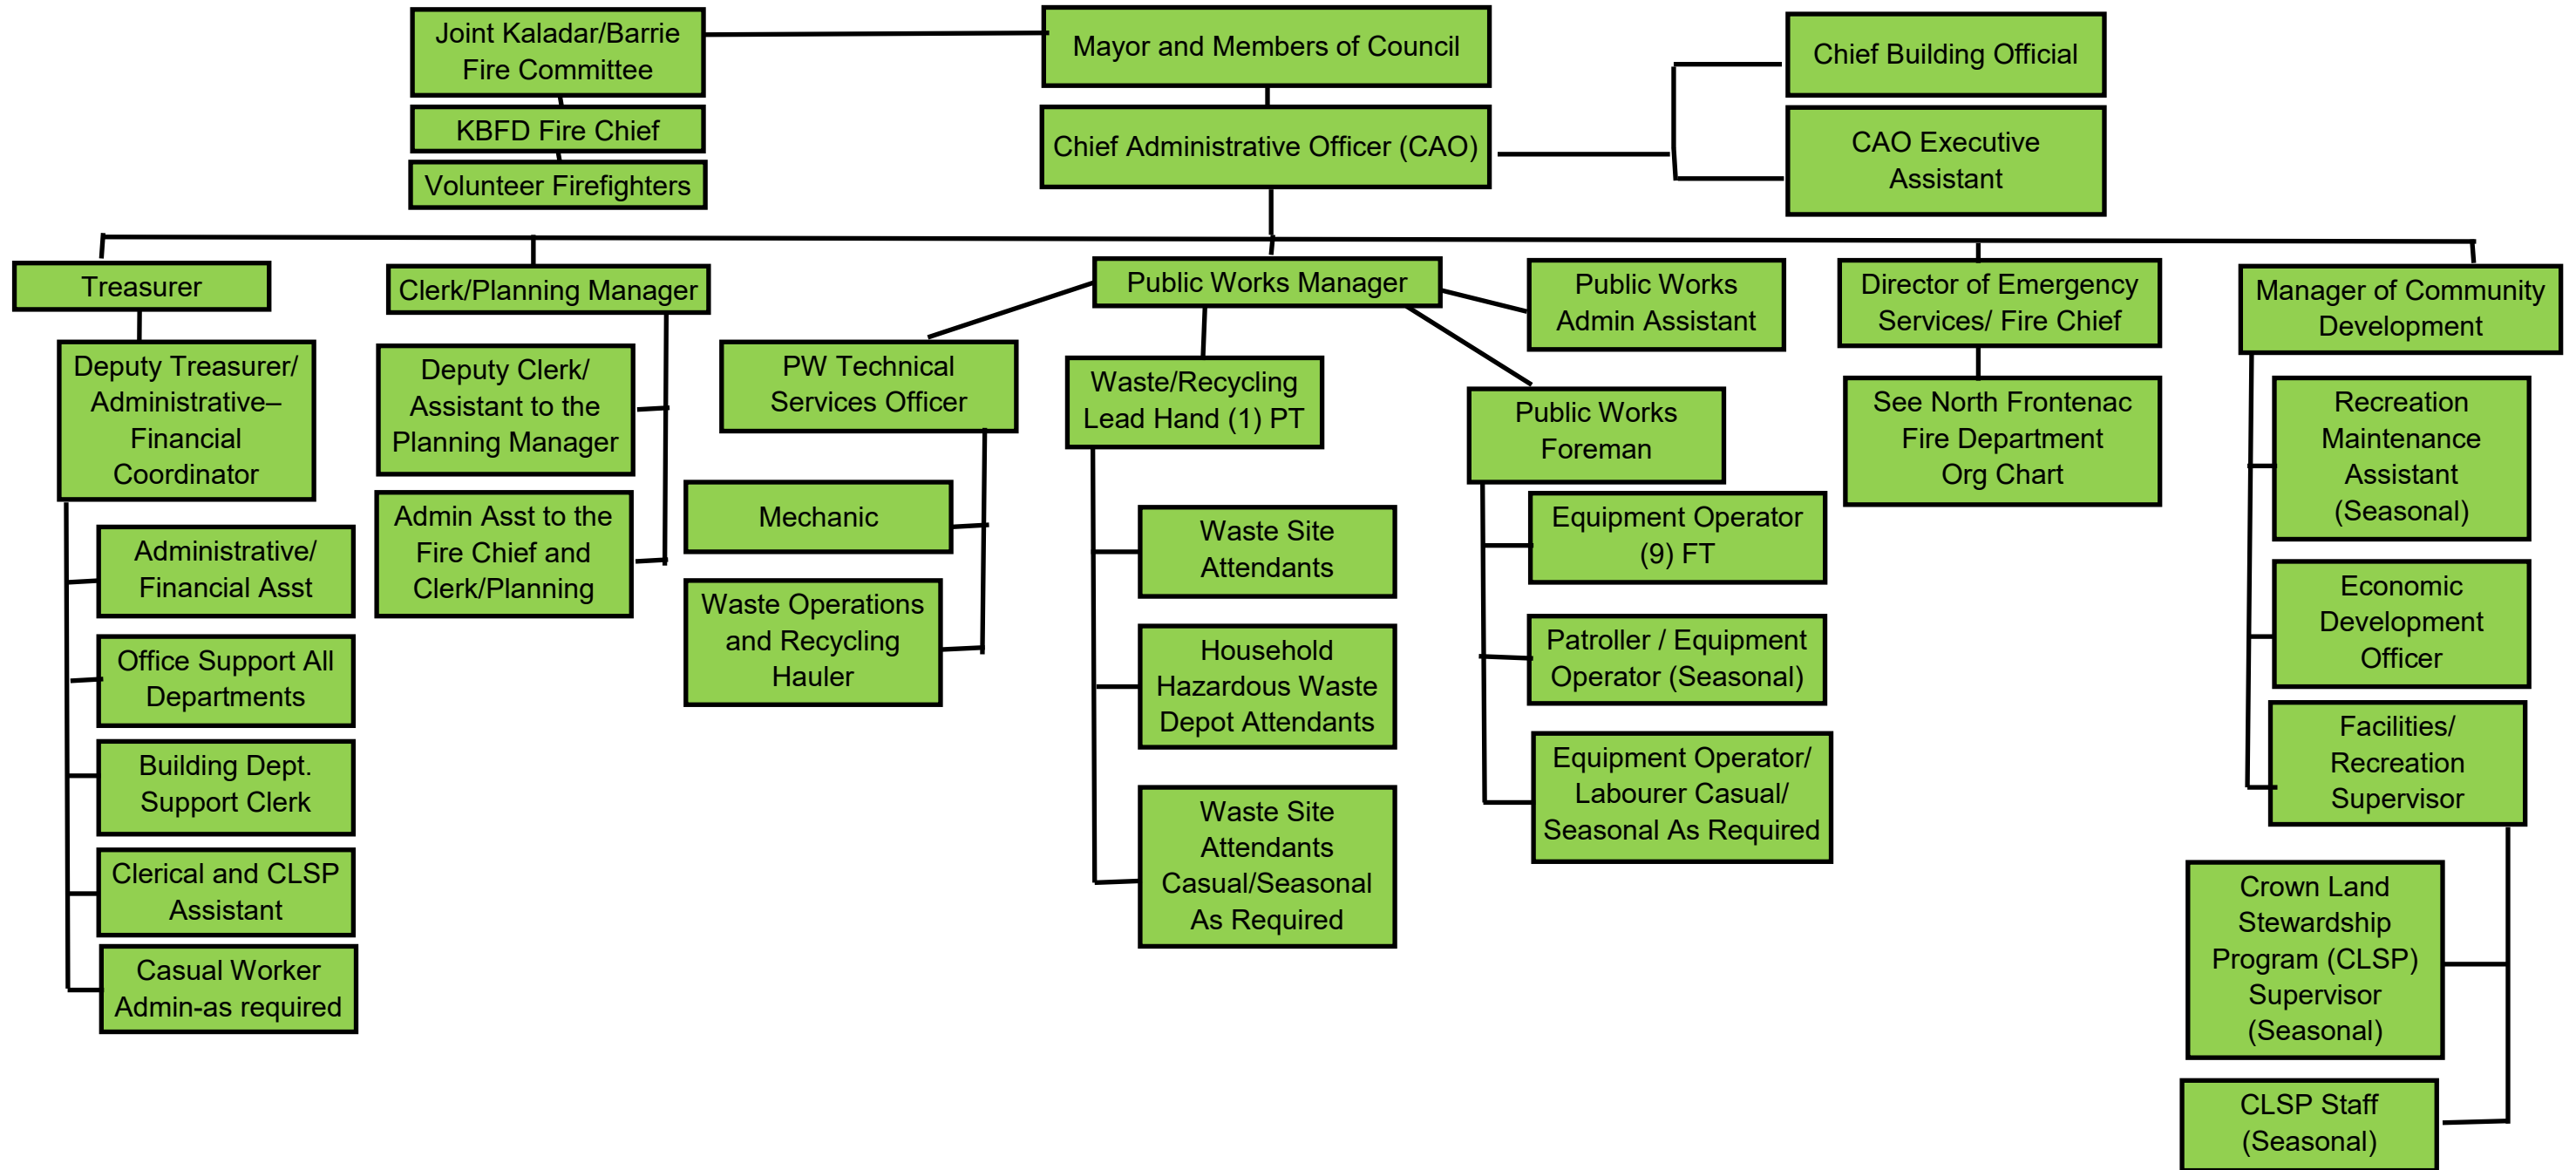 Joint Kaladar/Barrie
Fire Committee
KBFD Fire Chief
Volunteer Firefighters
Mayor and Members of Council
Chief Administrative Officer (CAO)
Chief Building Official
CAO Executive
Assistant
Treasurer
Deputy Treasurer/
Administrative–
Financial
Coordinator
Administrative/
Financial Asst
Office Support All
Departments
Building Dept.
Support Clerk
Clerical and CLSP
Assistant
Casual Worker
Admin-as required
Clerk/Planning Manager
Deputy Clerk/
Assistant to the
Planning Manager
Admin Asst to the
Fire Chief and
Clerk/Planning
Public Works Manager
Public Works
Admin Assistant
PW Technical
Services Officer
Mechanic
Waste Operations
and Recycling
Hauler
Waste/Recycling
Lead Hand (1) PT
Waste Site
Attendants
Household
Hazardous Waste
Depot Attendants
Waste Site
Attendants
Casual/Seasonal
As Required
Public Works
Foreman
Equipment Operator
(9) FT
Patroller / Equipment
Operator (Seasonal)
Equipment Operator/
Labourer Casual/
Seasonal As Required
Director of Emergency
Services/ Fire Chief
See North Frontenac
Fire Department
Org Chart
Manager of Community
Development
Recreation
Maintenance
Assistant
(Seasonal)
Economic
Development
Officer
Facilities/
Recreation
Supervisor
Crown Land
Stewardship
Program (CLSP)
Supervisor
(Seasonal)
CLSP Staff
(Seasonal)